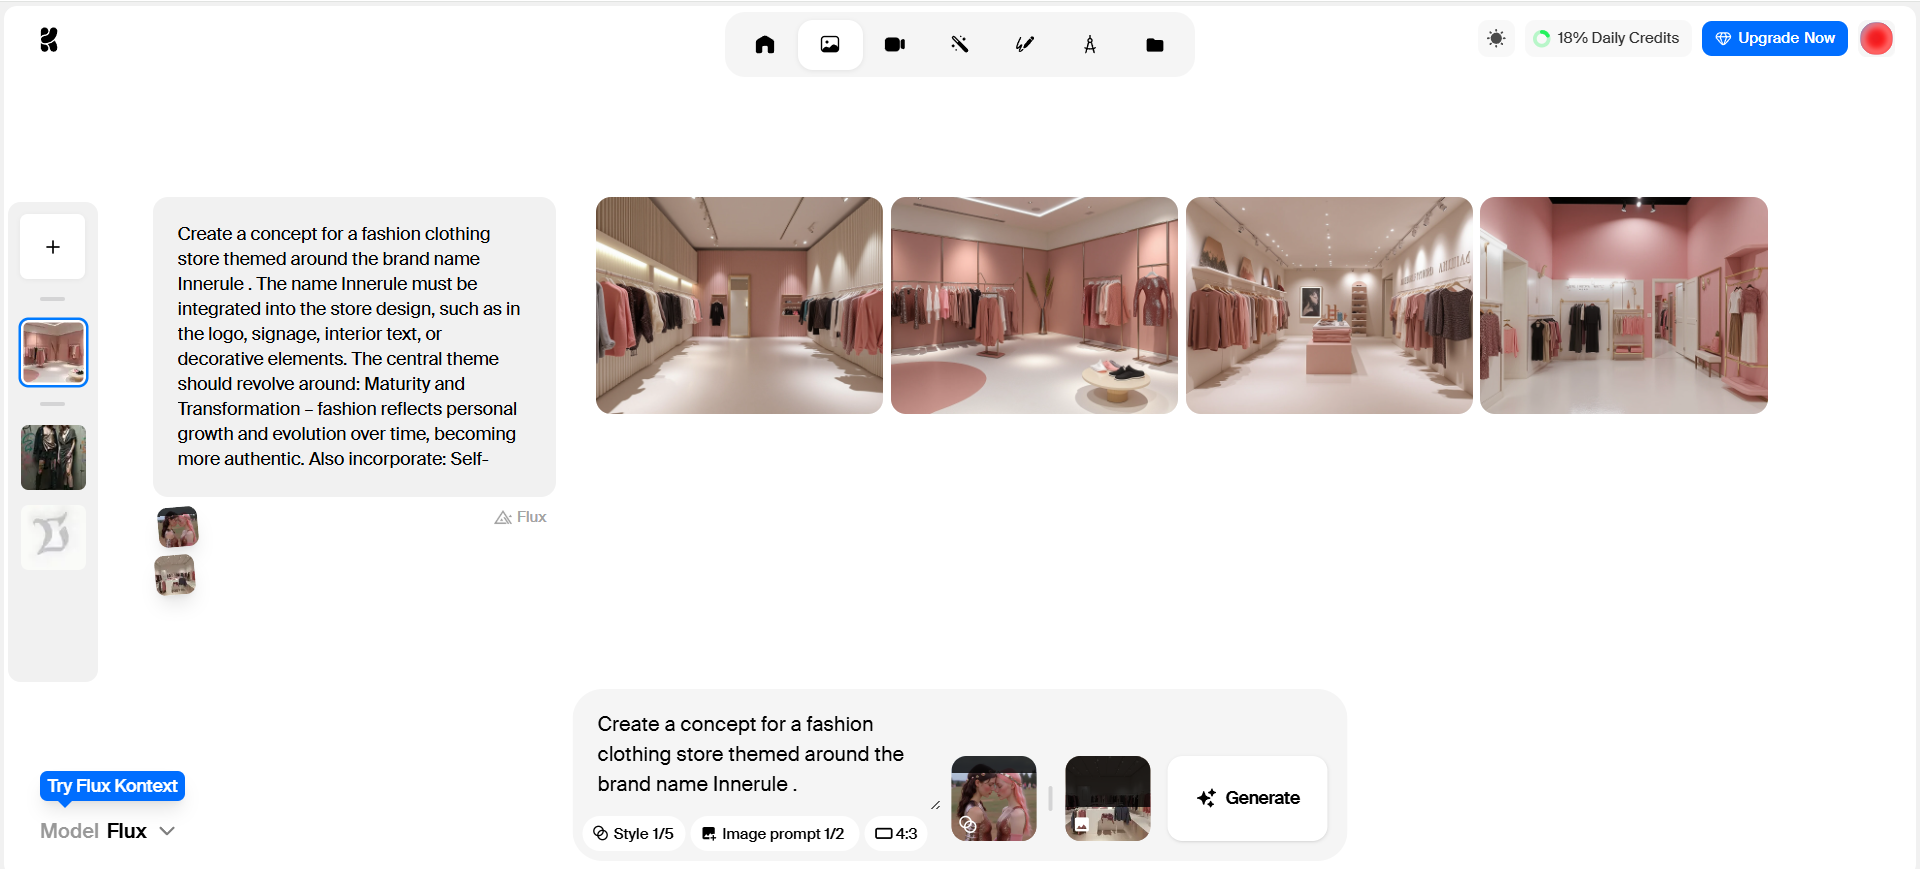 18% Daily Credits
Upgrade Now
Create a concept for a fashion clothing
store themed around the brand name
Innerule . The name Innerule must be
integrated into the store design, such as in
the logo, signage, interior text, or
decorative elements. The central theme
should revolve around: Maturity and
Transformation – fashion reflects personal
growth and evolution over time, becoming
more authentic. Also incorporate: Self-
Flux
Create a concept for a fashion
clothing store themed around the
brand name Innerule .
Style 1/5
Image prompt 1/2
4:3
Generate
Try Flux Kontext
Model Flux